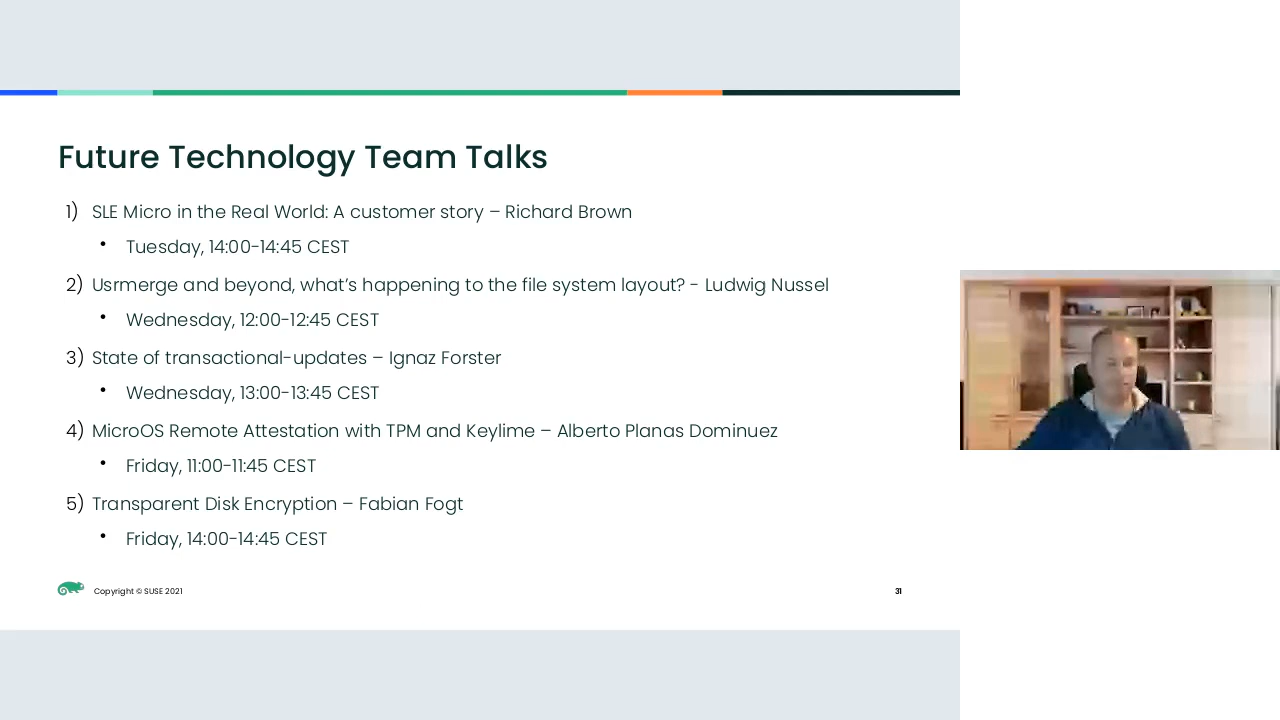 Future Technology Team Talks
1) SLE Micro in the Real World: A customer story – Richard Brown
• Tuesday, 14:00-14:45 CEST
2) Usrmerge and beyond, what’s happening to the file system layout? - Ludwig Nussel
• Wednesday, 12:00-12:45 CEST
3) State of transactional-updates – Ignaz Forster
• Wednesday, 13:00-13:45 CEST
4) MicroOS Remote Attestation with TPM and Keylime – Alberto Planas Dominuez
• Friday, 11:00-11:45 CEST
5) Transparent Disk Encryption – Fabian Fogt
• Friday, 14:00-14:45 CEST
Copyright © SUSE 2021
31